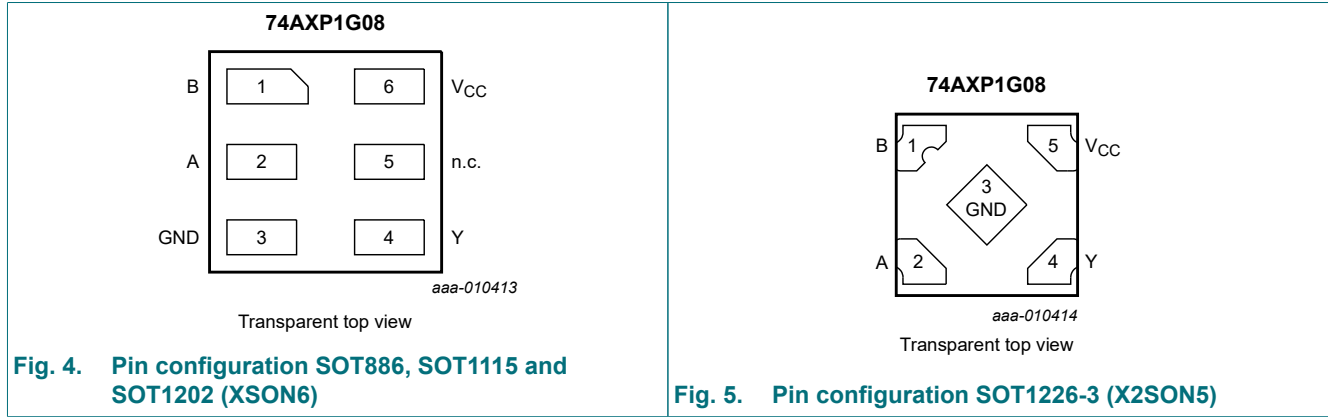 74AXP1G08
B 1 6 VCC
A 2 5 n.c.
GND 3 4 Y
aaa-010413
Transparent top view
Fig. 4. Pin configuration SOT886, SOT1115 and
SOT1202 (XSON6)
74AXP1G08
B 1 5 VCC
3
GND
A 2 4 Y
aaa-010414
Transparent top view
Fig. 5. Pin configuration SOT1226-3 (X2SON5)